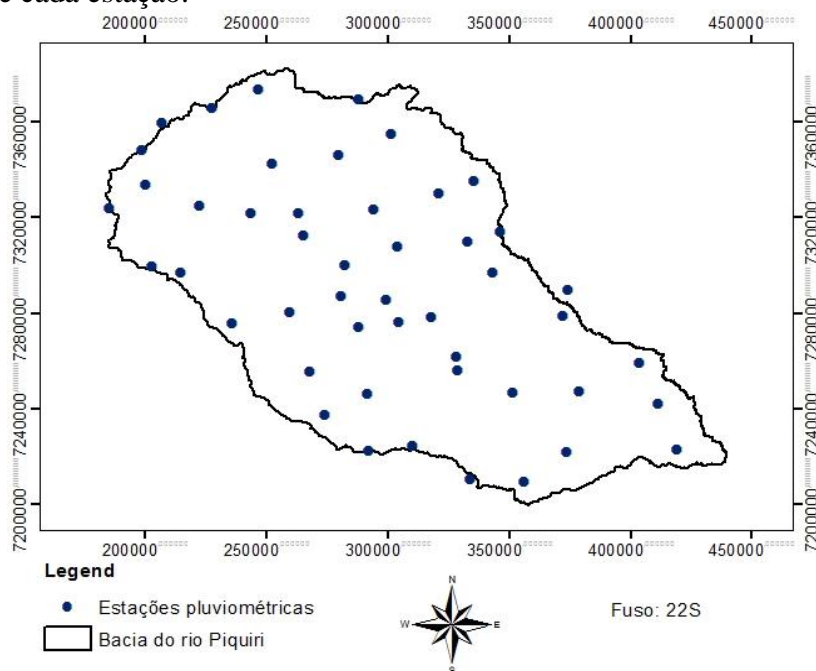 e cada estação.
200000 250000 300000 350000 400000 450000
7360000 7360000
7320000 7320000
7280000 7280000
7240000 7240000
7200000 7200000
200000 250000 300000 350000 400000 450000
Legend
Estações pluviométricas
Bacia do rio Piquiri
N
W E
S
Fuso: 22S